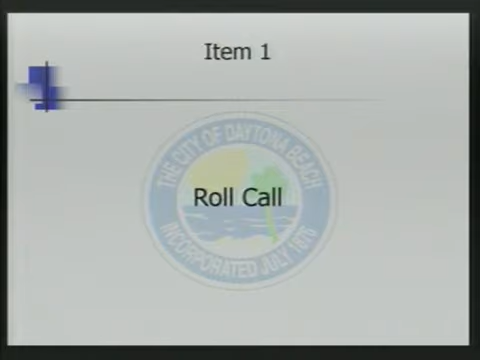 Item 1
THE CITY OF DAYTONA BEACH
Roll Call
INCORPORATED JULY 1876